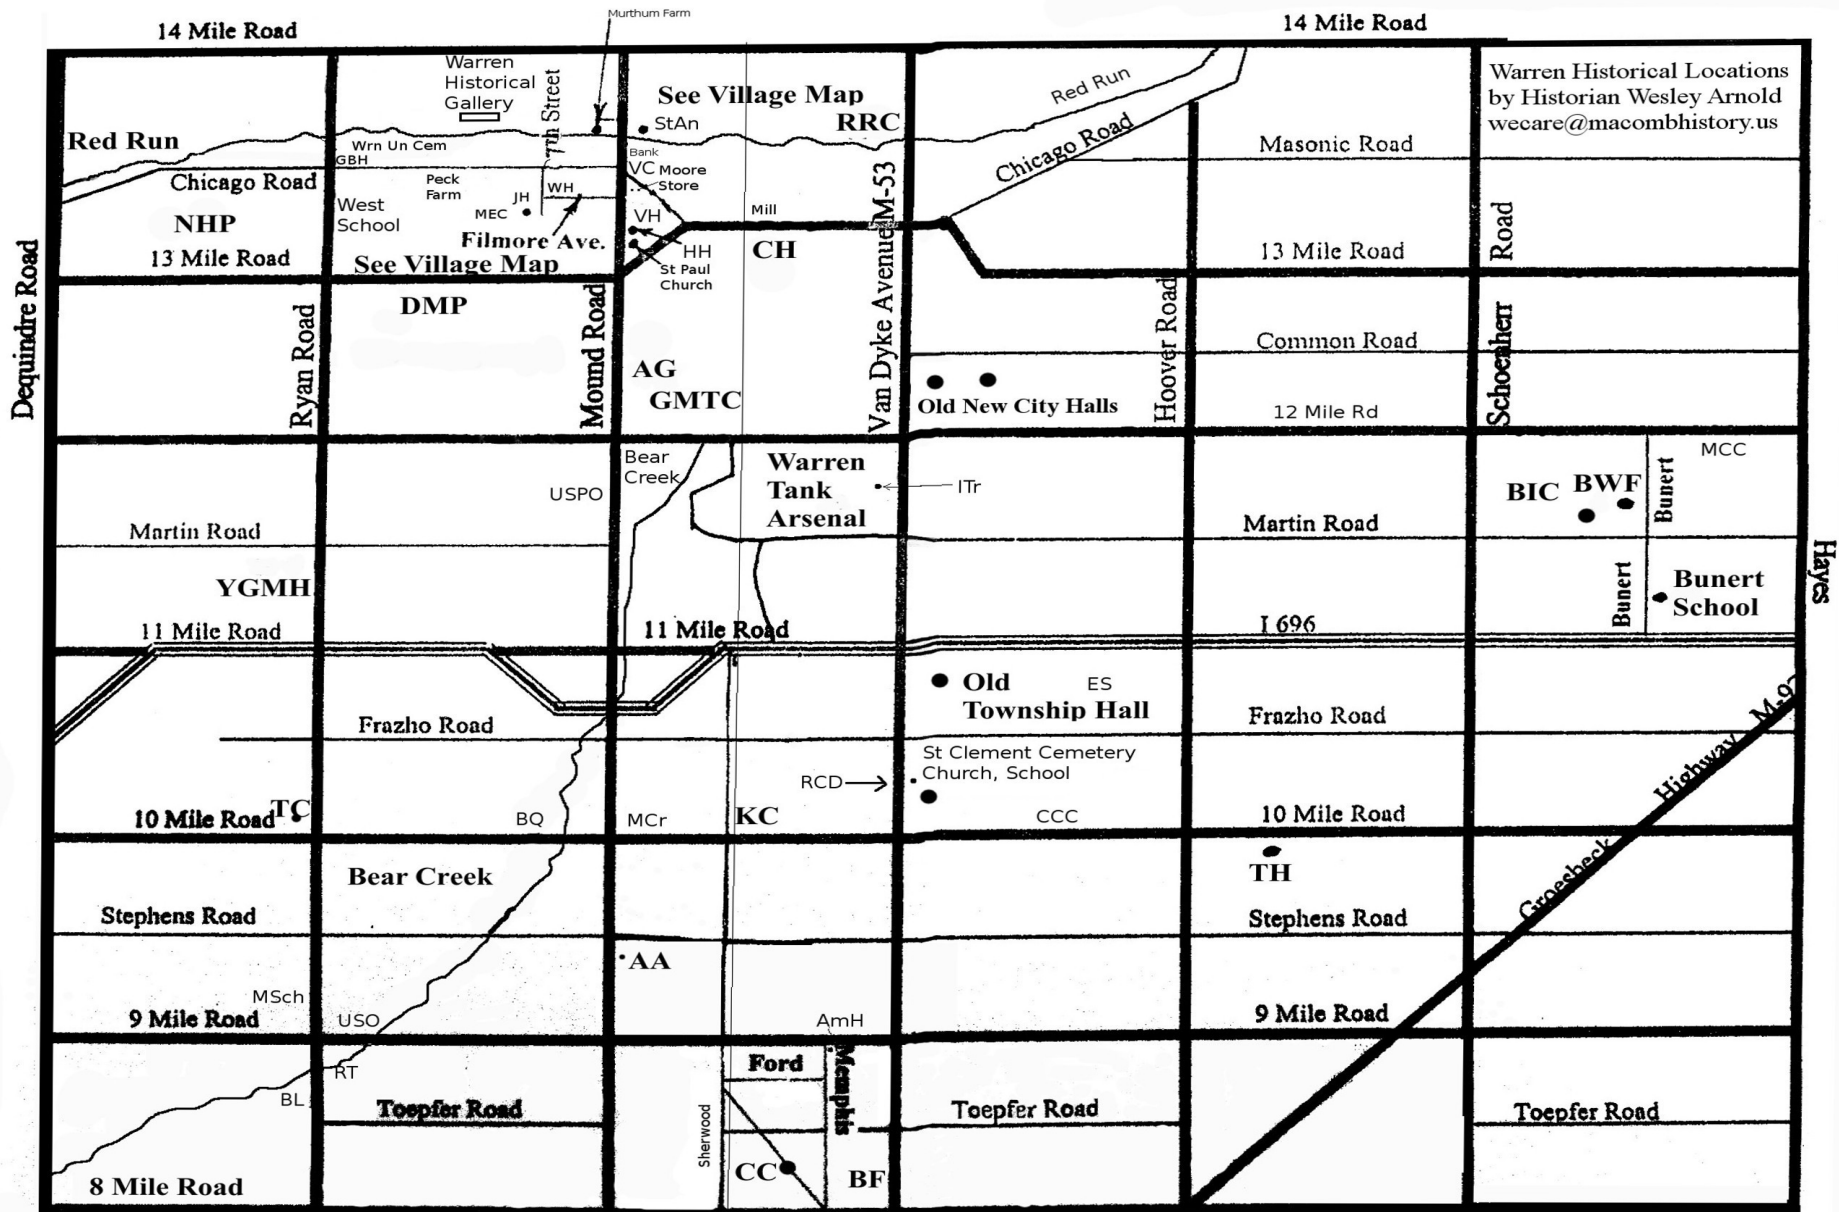 Murthum Farm
14 Mile Road
14 Mile Road
Warren
Historical
Gallery
7th Street
See Village Map
RRC
Red Run
Warren Historical Locations
by Historian Wesley Arnold
wecare@macombhistory.us
StAn
Red Run
Wrn Un Cem
GBH
Bank
VC
Moore
Store
Chicago Road
Masonic Road
Chicago Road
Peck
Farm
WH
JH
MEC
West
School
NHP
Filmore Ave.
VH
HH
St Paul
Church
Mill
CH
Van Dyke Avenue M-53
13 Mile Road
See Village Map
13 Mile Road
Schoenherr
Road
Dequindre Road
Ryan Road
DMP
Mound Road
Hoover Road
Common Road
AG
GMTC
Old New City Halls
12 Mile Rd
Bear
Creek
USPO
Warren
Tank
Arsenal
ITr
MCC
BIC
BWF
Bunert
Martin Road
Martin Road
YGMH
Bunert
Bunert
School
Hayes
11 Mile Road
11 Mile Road
I 696
Old
Township Hall
ES
Frazho Road
Frazho Road
St Clement Cemetery
Church, School
RCD
Groesbeck
Highway
TC
10 Mile Road
BQ
MCr
KC
CCC
10 Mile Road
Bear Creek
TH
Stephens Road
Stephens Road
AA
MSch
9 Mile Road
USO
AmH
9 Mile Road
Ford
Memphis
RT
BL
Toepfer Road
Sherwood
Toepfer Road
Toepfer Road
CC
BF
8 Mile Road